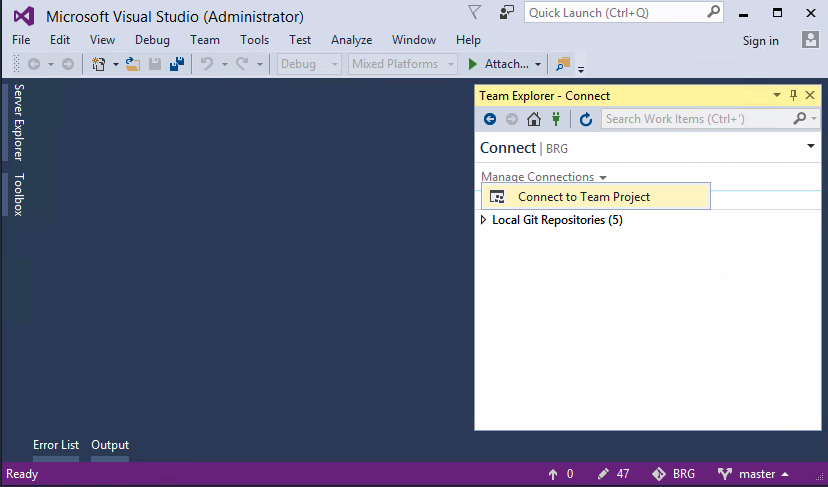 Microsoft Visual Studio (Administrator)
Quick Launch (Ctrl+Q)
File Edit View Debug Team Tools Test Analyze Window Help
Sign in
Debug Mixed Platforms Attach...
Server Explorer
Toolbox
Team Explorer - Connect
Search Work Items (Ctrl+')
Connect | BRG
Manage Connections
Connect to Team Project
Local Git Repositories (5)
Error List Output
Ready 0 47 BRG master